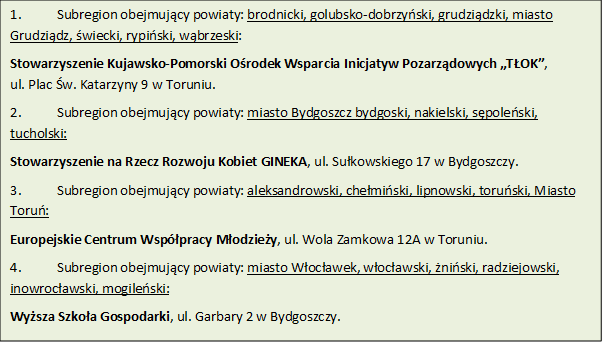 1. Subregion obejmujący powiaty: brodnicki, golubsko-dobrzyński, grudziądzki, miasto
Grudziądz, świecki, rypiński, wąbrzeski:
Stowarzyszenie Kujawsko-Pomorski Ośrodek Wsparcia Inicjatyw Pozarządowych „TŁOK”,
ul. Plac Św. Katarzyny 9 w Toruniu.
2. Subregion obejmujący powiaty: miasto Bydgoszcz bydgoski, nakielski, sępoleński,
tucholski:
Stowarzyszenie na Rzecz Rozwoju Kobiet GINEKA, ul. Sułkowskiego 17 w Bydgoszczy.
3. Subregion obejmujący powiaty: aleksandrowski, chełmiński, lipnowski, toruński, Miasto
Toruń:
Europejskie Centrum Współpracy Młodzieży, ul. Wola Zamkowa 12A w Toruniu.
4. Subregion obejmujący powiaty: miasto Włocławek, włocławski, żniński, radziejowski,
inowrocławski, mogileński:
Wyższa Szkoła Gospodarki, ul. Garbary 2 w Bydgoszczy.